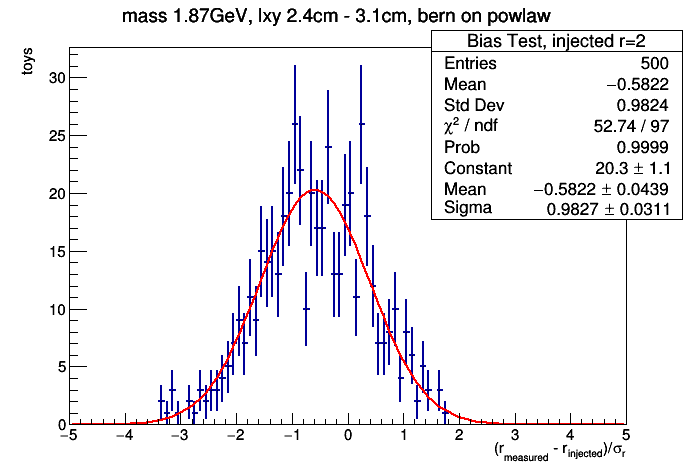 mass 1.87GeV, lxy 2.4cm - 3.1cm, bern on powlaw
Bias Test, injected r=2
Entries 500
Mean −0.5822
Std Dev 0.9824
χ² / ndf 52.74 / 97
Prob 0.9999
Constant 20.3 ± 1.1
Mean −0.5822 ± 0.0439
Sigma 0.9827 ± 0.0311
toys
30
25
20
15
10
5
0
−5 −4 −3 −2 −1 0 1 2 3 4 5
(r_measured - r_injected)/σ_r